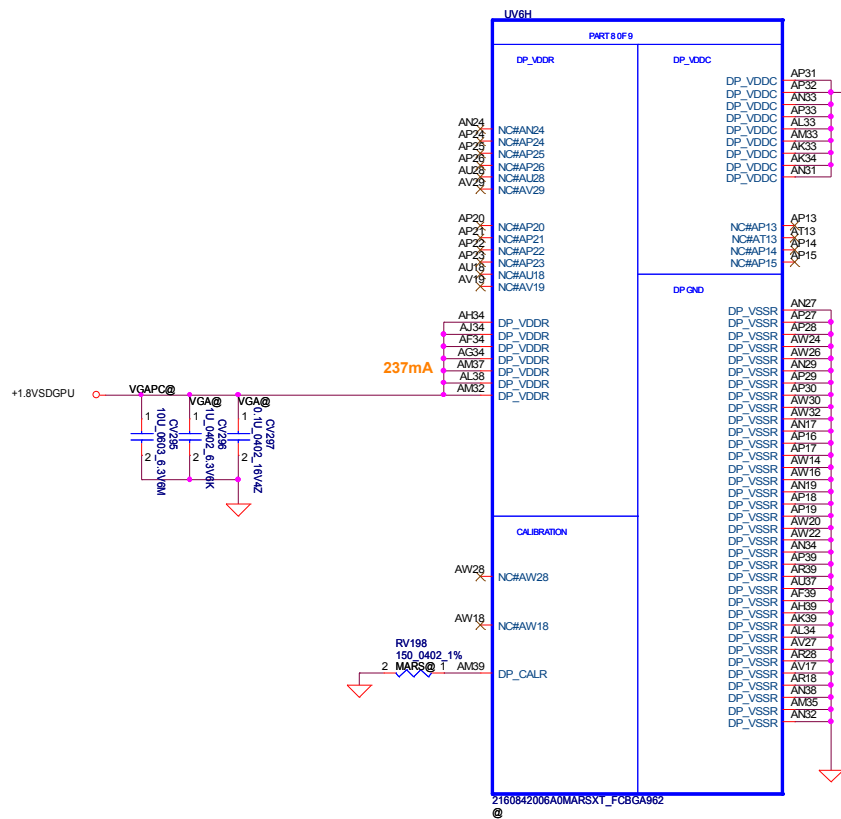 UV6H
PART 8 0F 9
DP_VDDR
DP_VDDC
AN24
NC#AN24
AP24
NC#AP24
AP25
NC#AP25
AP26
NC#AP26
AU28
NC#AU28
AV29
NC#AV29
AP20
NC#AP20
AP21
NC#AP21
AP22
NC#AP22
AP23
NC#AP23
AU18
NC#AU18
AV19
NC#AV19
AH34
DP_VDDR
AJ34
DP_VDDR
AF34
DP_VDDR
AG34
DP_VDDR
AM37
DP_VDDR
AL38
DP_VDDR
AM32
DP_VDDR
237mA
+1.8VSDGPU
VGAPC@
1
2
CV295
10U_0603_6.3V6M
VGA@
1
2
CV296
1U_0402_6.3V6K
VGA@
1
2
CV297
0.1U_0402_16V4Z
CALIBRATION
AW28
NC#AW28
AW18
NC#AW18
RV198
150_0402_1%
2 MARS@ 1
AM39
DP_CALR
DP_VDDC AP31
DP_VDDC AP32
DP_VDDC AN33
DP_VDDC AP33
DP_VDDC AL33
DP_VDDC AM33
DP_VDDC AK33
DP_VDDC AK34
DP_VDDC AN31
NC#AP13 AP13
NC#AT13 AT13
NC#AP14 AP14
NC#AP15 AP15
DP GND
DP_VSSR AN27
DP_VSSR AP27
DP_VSSR AP28
DP_VSSR AW24
DP_VSSR AW26
DP_VSSR AN29
DP_VSSR AP29
DP_VSSR AP30
DP_VSSR AW30
DP_VSSR AW32
DP_VSSR AN17
DP_VSSR AP16
DP_VSSR AP17
DP_VSSR AW14
DP_VSSR AW16
DP_VSSR AN19
DP_VSSR AP18
DP_VSSR AP19
DP_VSSR AW20
DP_VSSR AW22
DP_VSSR AN34
DP_VSSR AP39
DP_VSSR AR39
DP_VSSR AU37
DP_VSSR AF39
DP_VSSR AH39
DP_VSSR AK39
DP_VSSR AL34
DP_VSSR AV27
DP_VSSR AR28
DP_VSSR AV17
DP_VSSR AR18
DP_VSSR AN38
DP_VSSR AM35
DP_VSSR AN32
2160842006A0MARSXT_FCBGA962
@